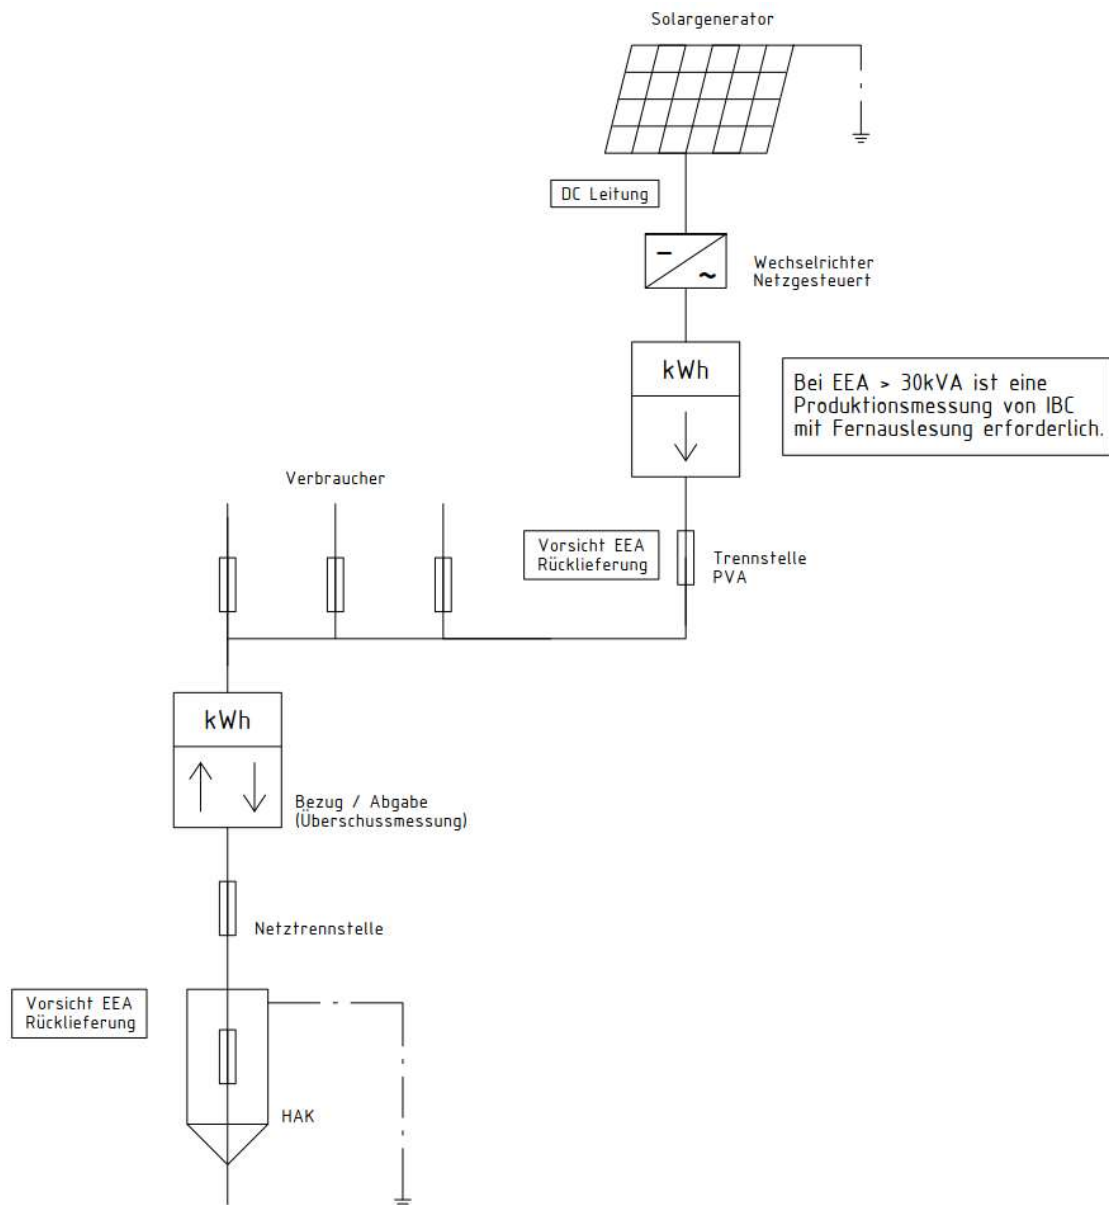 Solargenerator
DC Leitung
–
~
Wechselrichter
Netzgesteuert
kWh
Bei EEA > 30kVA ist eine
Produktionsmessung von IBC
mit Fernauslesung erforderlich.
Verbraucher
Vorsicht EEA
Rücklieferung
Trennstelle
PVA
kWh
Bezug / Abgabe
(Überschussmessung)
Netztrennstelle
Vorsicht EEA
Rücklieferung
HAK